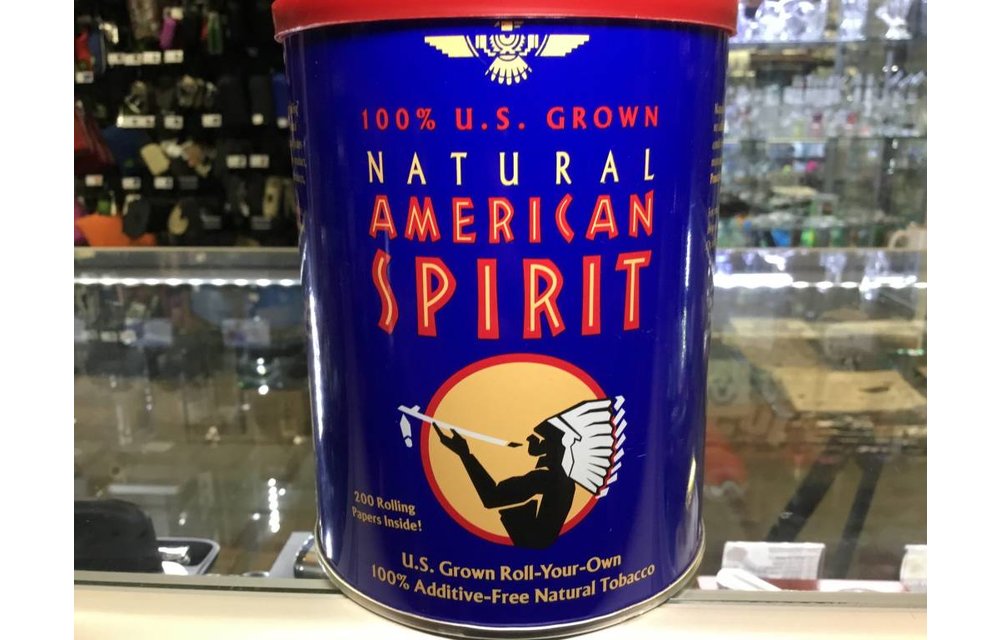 100% U.S. GROWN
NATURAL
AMERICAN
SPIRIT
200 Rolling
Papers Inside!
U.S. Grown Roll-Your-Own
100% Additive-Free Natural Tobacco